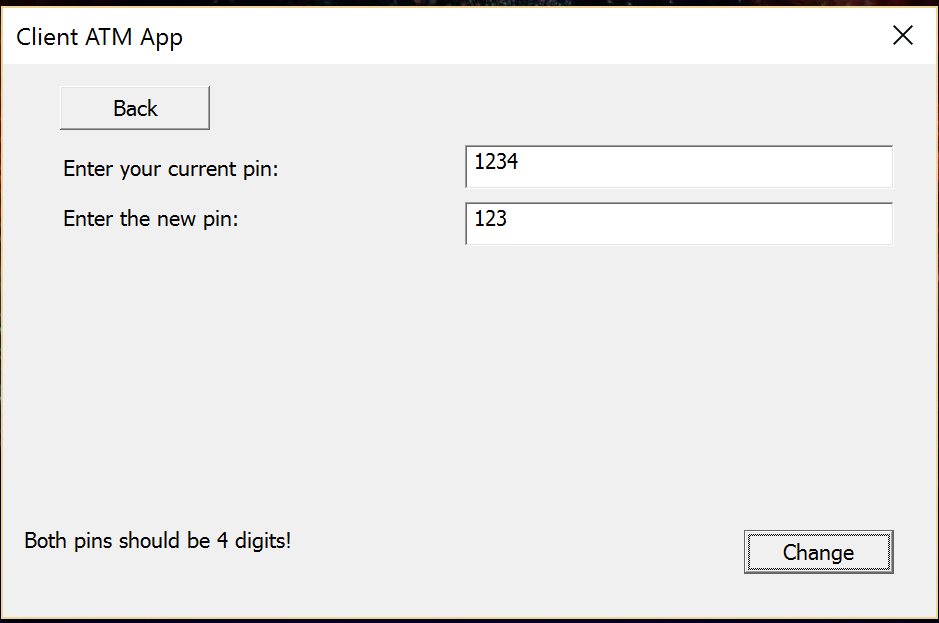 Client ATM App
Back
Enter your current pin:
1234
Enter the new pin:
123
Both pins should be 4 digits!
Change